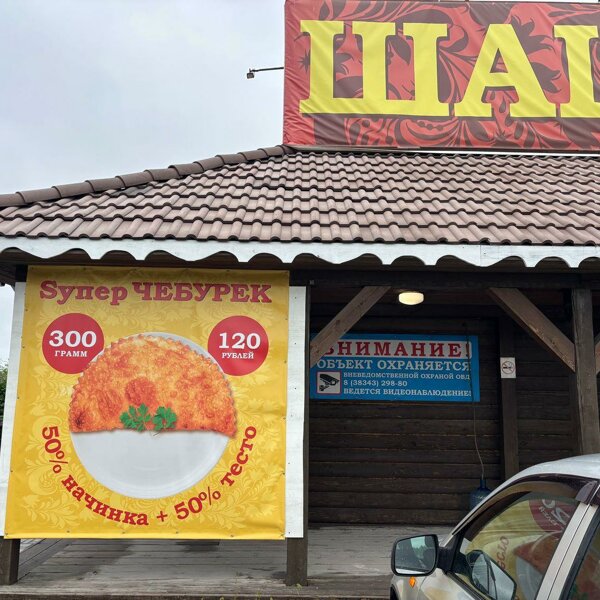 ША
Sупер ЧЕБУРЕК
300
ГРАММ
120
РУБЛЕЙ
50% начинка + 50% тесто
ВНИМАНИЕ!
ОБЪЕКТ ОХРАНЯЕТСЯ
ВНЕВЕДОМСТВЕННОЙ ОХРАНОЙ ОВД
8 (38343) 298-80
ВЕДЕТСЯ ВИДЕОНАБЛЮДЕНИЕ!